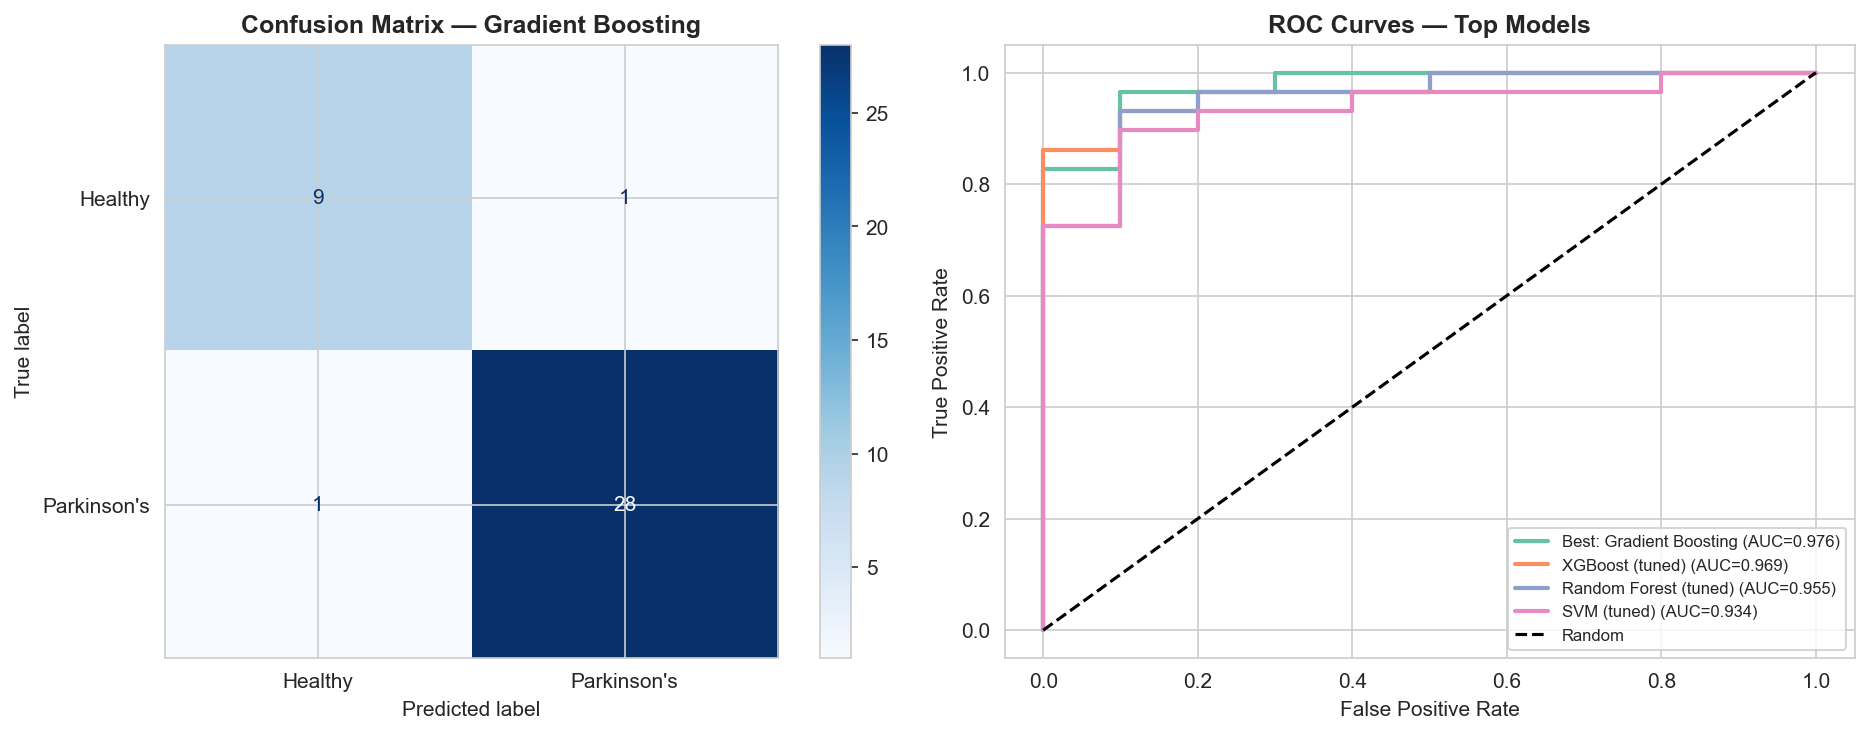 Confusion Matrix — Gradient Boosting
True label
Healthy
Parkinson's
9
1
1
28
Healthy
Parkinson's
Predicted label
25
20
15
10
5
ROC Curves — Top Models
True Positive Rate
1.0
0.8
0.6
0.4
0.2
0.0
0.0
0.2
0.4
0.6
0.8
1.0
False Positive Rate
Best: Gradient Boosting (AUC=0.976)
XGBoost (tuned) (AUC=0.969)
Random Forest (tuned) (AUC=0.955)
SVM (tuned) (AUC=0.934)
Random